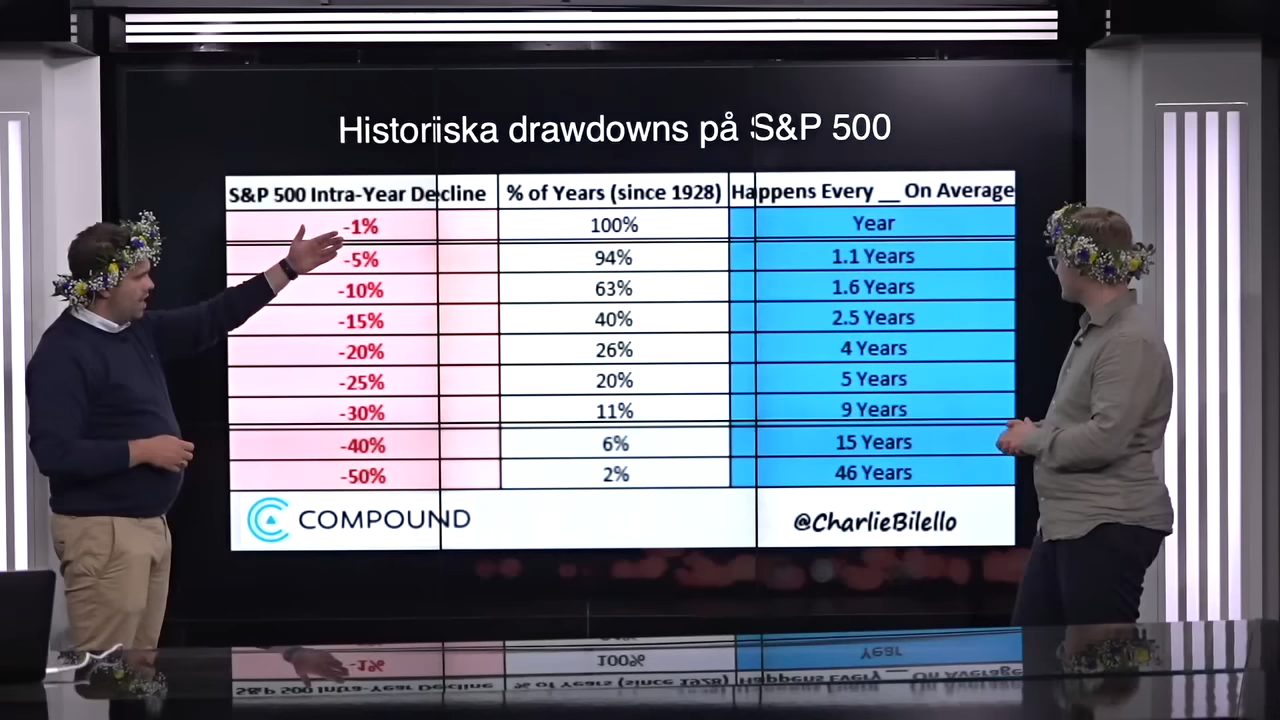 Historiska drawdowns på S&P 500
S&P 500 Intra-Year Decline % of Years (since 1928) Happens Every __ On Average
-1% 100% Year
-5% 94% 1.1 Years
-10% 63% 1.6 Years
-15% 40% 2.5 Years
-20% 26% 4 Years
-25% 20% 5 Years
-30% 11% 9 Years
-40% 6% 15 Years
-50% 2% 46 Years
COMPOUND @CharlieBilello